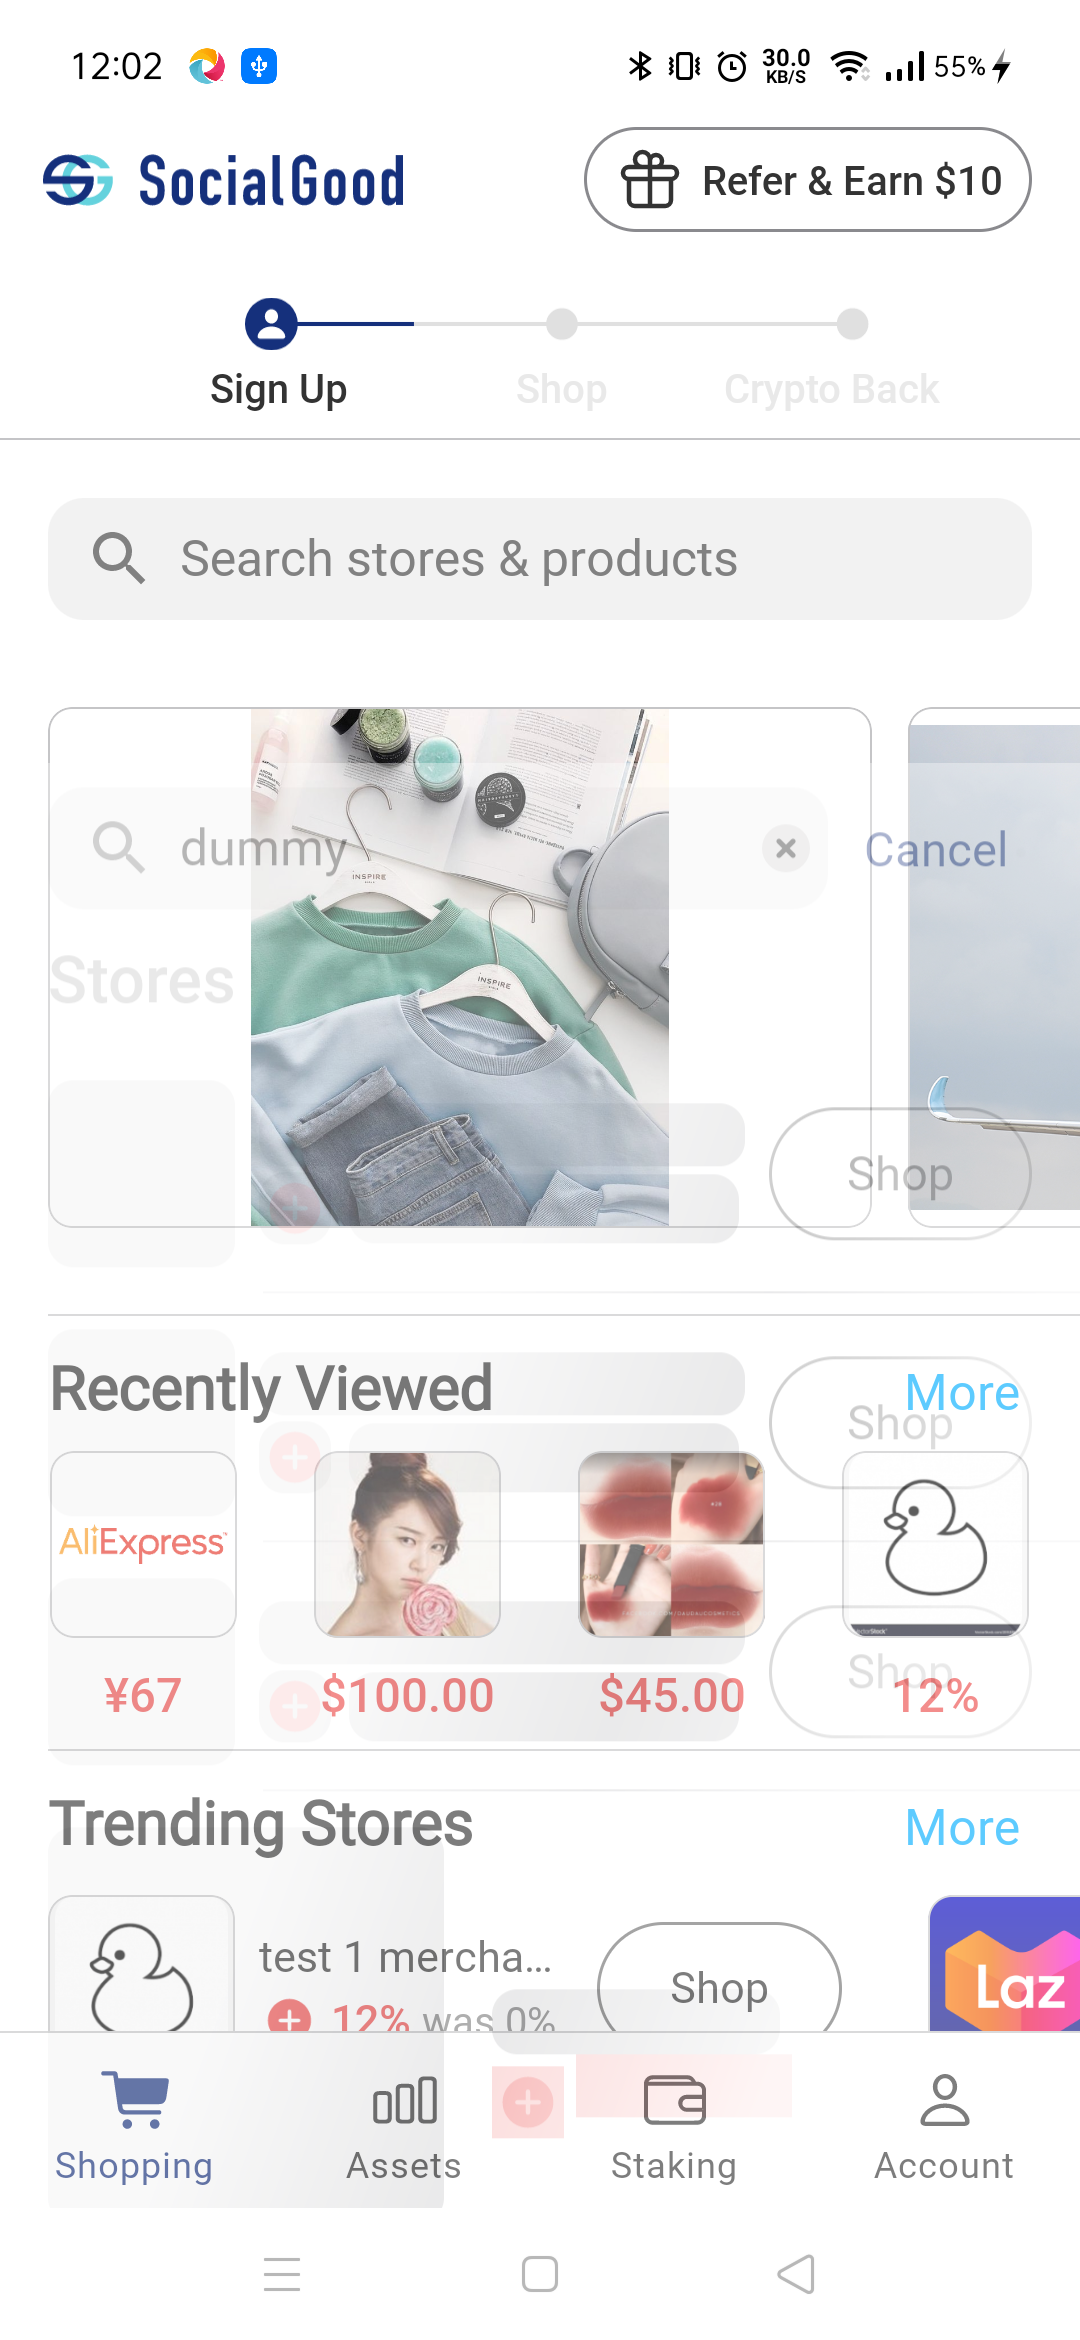 12:02
30.0
KB/S
55%
SocialGood
Refer & Earn $10
Sign Up
Shop
Crypto Back
Search stores & products
dummy
Cancel
INSPIRE
INSPIRE
Stores
Shop
Recently Viewed
More
Shop
AliExpress
¥67
$100.00
$45.00
12%
Shop
Trending Stores
More
test 1 mercha...
12% was 0%
Shop
Laz
Shopping
Assets
Staking
Account